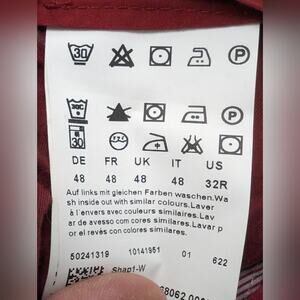 30
P
30C
P
30
DE FR UK IT US
48 48 48 48 32R
Auf links mit gleichen Farben waschen.Wa
sh inside out with similar colours.Lavar
à l'envers avec couleurs similaires.Lav
ar de avesso com cores similares.Lavar p
or el revés con colores similares.
50241319 10141951 01 622
Shap1-W